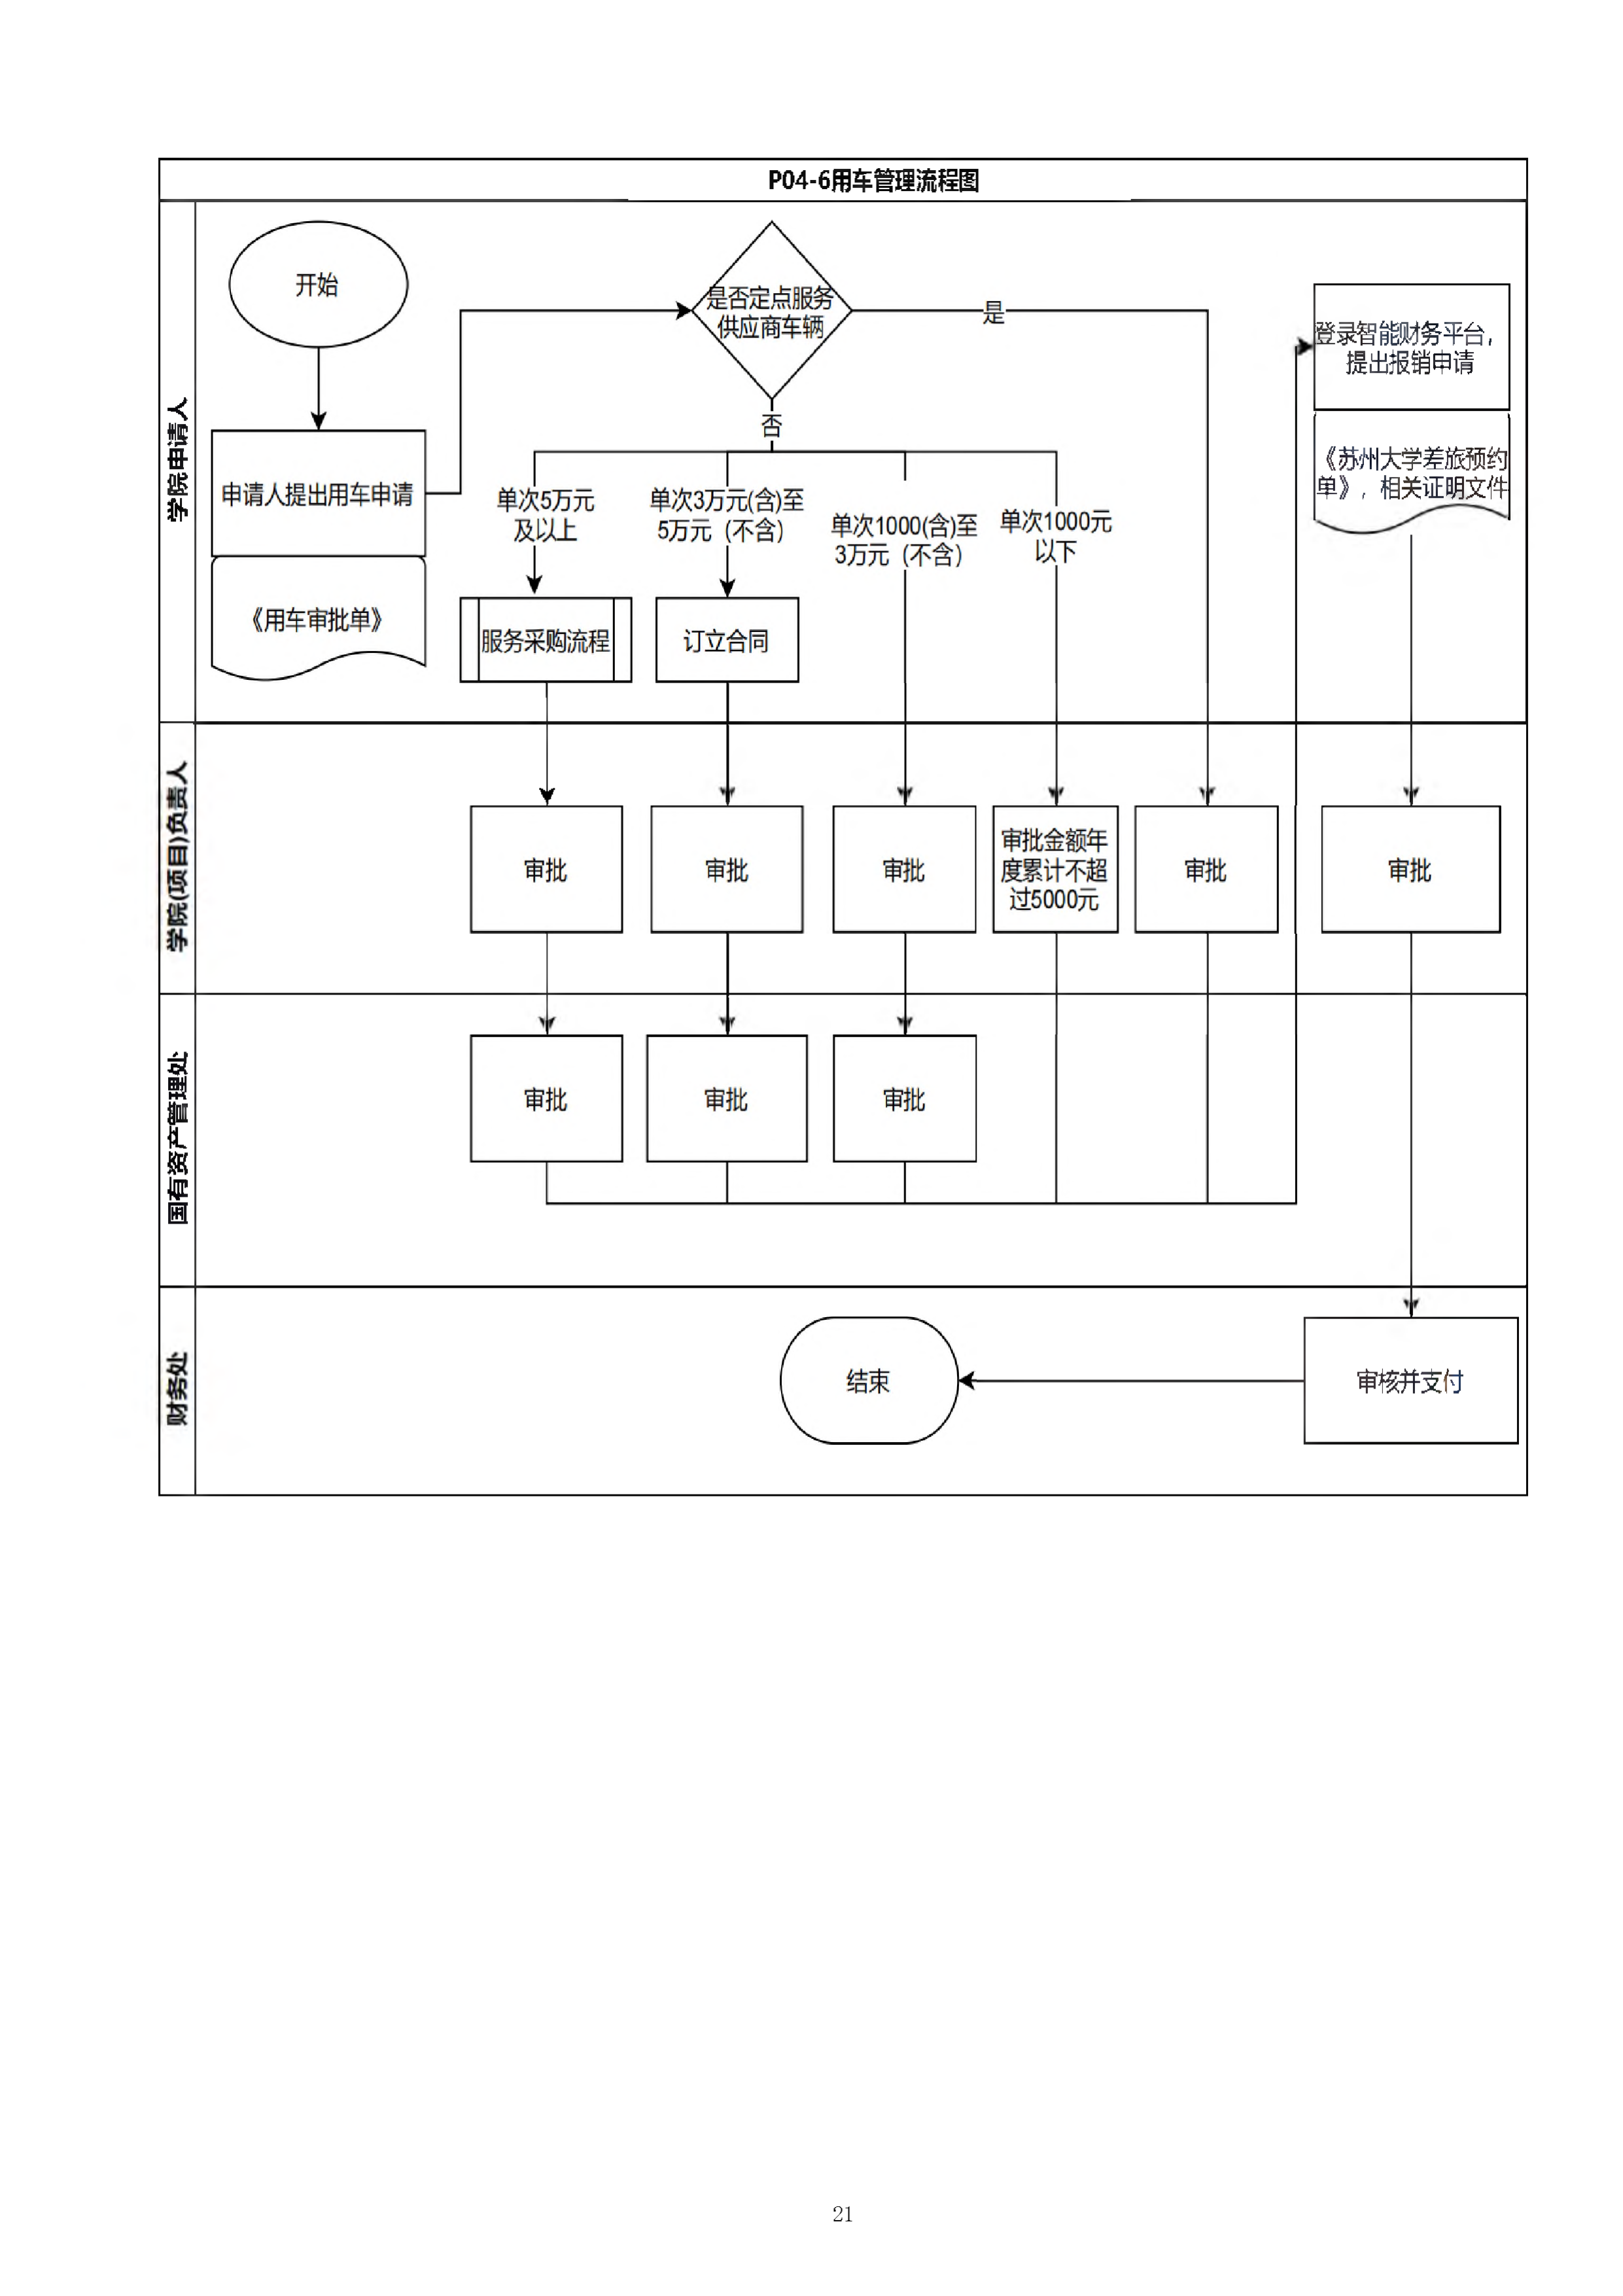 P04-6用车管理流程图
学院申请人
开始
是否定点服务
供应商车辆
是
否
登录智能财务平台，
提出报销申请
《苏州大学差旅预约
单》，相关证明文件
申请人提出用车申请
《用车审批单》
单次5万元
及以上
单次3万元(含)至
5万元（不含）
单次1000(含)至
3万元（不含）
单次1000元
以下
服务采购流程
订立合同
学院(项目)负责人
审批
审批
审批
审批金额年
度累计不超
过5000元
审批
审批
国有资产管理处
审批
审批
审批
财务处
结束
审核并支付
21